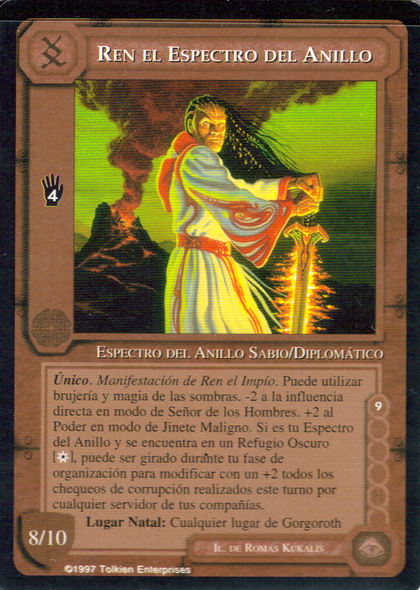 REN EL ESPECTRO DEL ANILLO
4
ESPECTRO DEL ANILLO SABIO/DIPLOMÁTICO
Único. Manifestación de Ren el Impío. Puede utilizar
brujería y magia de las sombras. -2 a la influencia
directa en modo de Señor de los Hombres. +2 al
Poder en modo de Jinete Maligno. Si es tu Espectro
del Anillo y se encuentra en un Refugio Oscuro
[], puede ser girado durante tu fase de
organización para modificar con un +2 todos los
chequeos de corrupción realizados este turno por
cualquier servidor de tus compañías.
Lugar Natal: Cualquier lugar de Gorgoroth
9
8/10
IL. DE ROMAS KUKALIS
©1997 Tolkien Enterprises